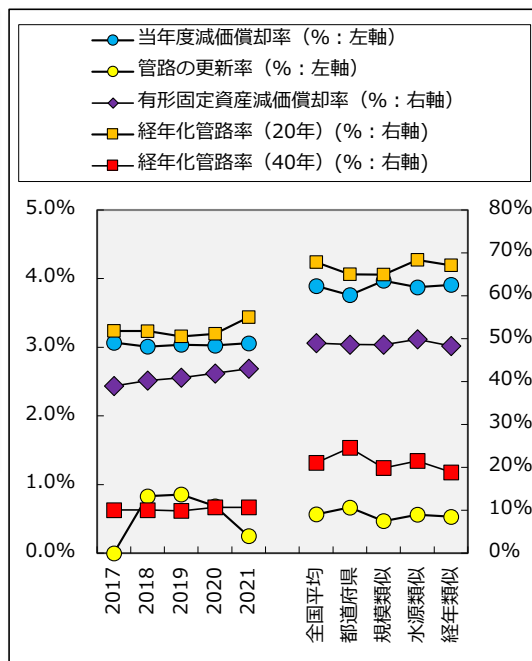 当年度減価償却率（%：左軸）
管路の更新率（%：左軸）
有形固定資産減価償却率（%：右軸）
経年化管路率（20年）(%：右軸)
経年化管路率（40年）(%：右軸)
5.0%
4.0%
3.0%
2.0%
1.0%
0.0%
80%
70%
60%
50%
40%
30%
20%
10%
0%
2017
2018
2019
2020
2021
全国平均
都道府県
規模類似
水源類似
経年類似